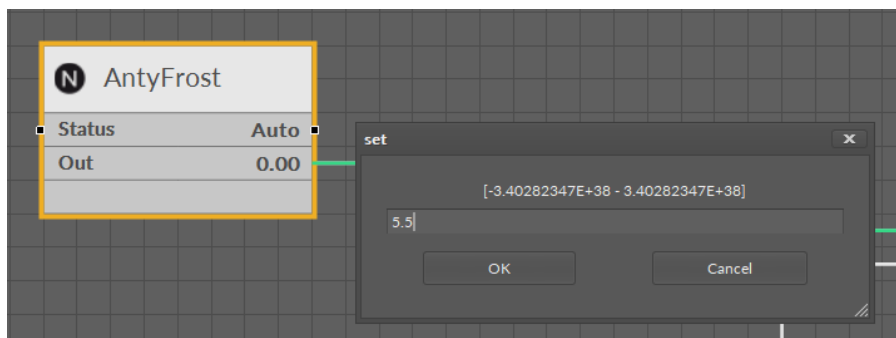 N AntyFrost
Status Auto
Out 0.00
set x
[-3.40282347E+38 - 3.40282347E+38]
5.5
OK Cancel